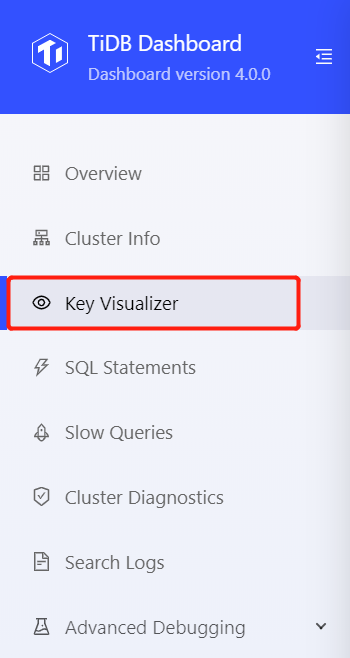 TiDB Dashboard
Dashboard version 4.0.0
Overview
Cluster Info
Key Visualizer
SQL Statements
Slow Queries
Cluster Diagnostics
Search Logs
Advanced Debugging